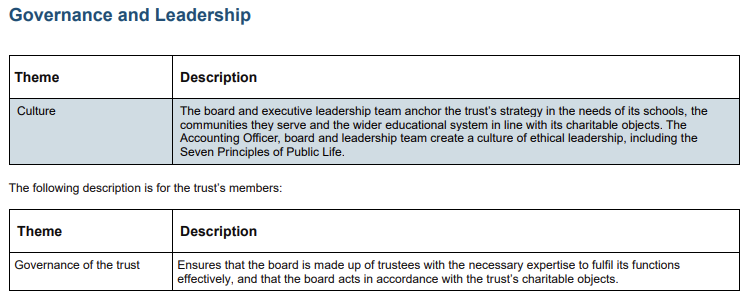 Governance and Leadership
Theme
Description
Culture
The board and executive leadership team anchor the trust's strategy in the needs of its schools, the
communities they serve and the wider educational system in line with its charitable objects. The
Accounting Officer, board and leadership team create a culture of ethical leadership, including the
Seven Principles of Public Life.
The following description is for the trust's members:
Theme
Description
Governance of the trust
Ensures that the board is made up of trustees with the necessary expertise to fulfil its functions
effectively, and that the board acts in accordance with the trust's charitable objects.